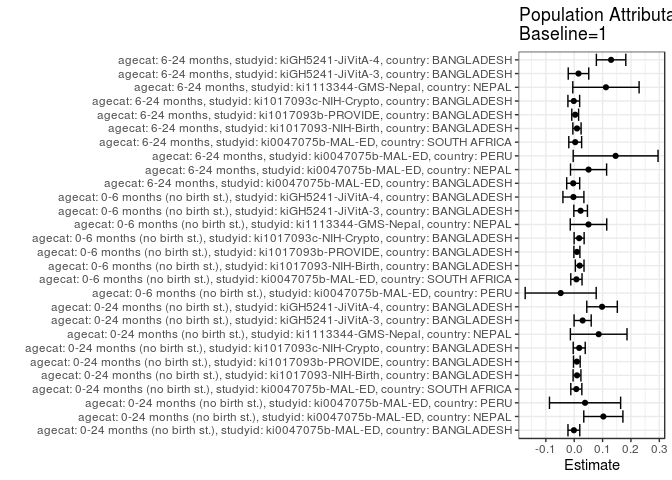 Population Attributa
Baseline=1
agecat: 6-24 months, studyid: kiGH5241-JiVitA-4, country: BANGLADESH
agecat: 6-24 months, studyid: kiGH5241-JiVitA-3, country: BANGLADESH
agecat: 6-24 months, studyid: ki1113344-GMS-Nepal, country: NEPAL
agecat: 6-24 months, studyid: ki1017093c-NIH-Crypto, country: BANGLADESH
agecat: 6-24 months, studyid: ki1017093b-PROVIDE, country: BANGLADESH
agecat: 6-24 months, studyid: ki1017093-NIH-Birth, country: BANGLADESH
agecat: 6-24 months, studyid: ki0047075b-MAL-ED, country: SOUTH AFRICA
agecat: 6-24 months, studyid: ki0047075b-MAL-ED, country: PERU
agecat: 6-24 months, studyid: ki0047075b-MAL-ED, country: NEPAL
agecat: 6-24 months, studyid: ki0047075b-MAL-ED, country: BANGLADESH
agecat: 0-6 months (no birth st.), studyid: kiGH5241-JiVitA-4, country: BANGLADESH
agecat: 0-6 months (no birth st.), studyid: kiGH5241-JiVitA-3, country: BANGLADESH
agecat: 0-6 months (no birth st.), studyid: ki1113344-GMS-Nepal, country: NEPAL
agecat: 0-6 months (no birth st.), studyid: ki1017093c-NIH-Crypto, country: BANGLADESH
agecat: 0-6 months (no birth st.), studyid: ki1017093b-PROVIDE, country: BANGLADESH
agecat: 0-6 months (no birth st.), studyid: ki1017093-NIH-Birth, country: BANGLADESH
agecat: 0-6 months (no birth st.), studyid: ki0047075b-MAL-ED, country: SOUTH AFRICA
agecat: 0-6 months (no birth st.), studyid: ki0047075b-MAL-ED, country: PERU
agecat: 0-24 months (no birth st.), studyid: kiGH5241-JiVitA-4, country: BANGLADESH
agecat: 0-24 months (no birth st.), studyid: kiGH5241-JiVitA-3, country: BANGLADESH
agecat: 0-24 months (no birth st.), studyid: ki1113344-GMS-Nepal, country: NEPAL
agecat: 0-24 months (no birth st.), studyid: ki1017093c-NIH-Crypto, country: BANGLADESH
agecat: 0-24 months (no birth st.), studyid: ki1017093b-PROVIDE, country: BANGLADESH
agecat: 0-24 months (no birth st.), studyid: ki1017093-NIH-Birth, country: BANGLADESH
agecat: 0-24 months (no birth st.), studyid: ki0047075b-MAL-ED, country: SOUTH AFRICA
agecat: 0-24 months (no birth st.), studyid: ki0047075b-MAL-ED, country: PERU
agecat: 0-24 months (no birth st.), studyid: ki0047075b-MAL-ED, country: NEPAL
agecat: 0-24 months (no birth st.), studyid: ki0047075b-MAL-ED, country: BANGLADESH
-0.1 0.0 0.1 0.2 0.3
Estimate